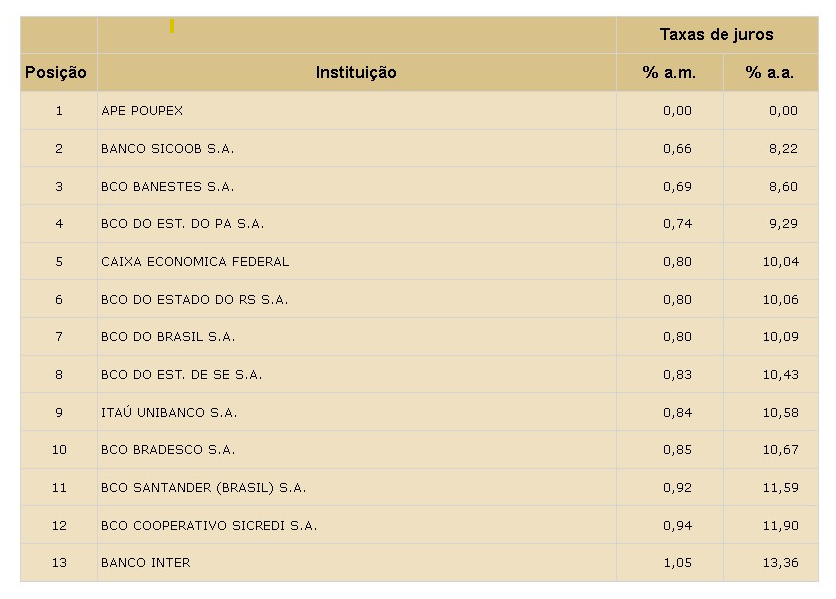 Taxas de juros
Posição Instituição % a.m. % a.a.
1 APE POUPEX 0,00 0,00
2 BANCO SICOOB S.A. 0,66 8,22
3 BCO BANESTES S.A. 0,69 8,60
4 BCO DO EST. DO PA S.A. 0,74 9,29
5 CAIXA ECONOMICA FEDERAL 0,80 10,04
6 BCO DO ESTADO DO RS S.A. 0,80 10,06
7 BCO DO BRASIL S.A. 0,80 10,09
8 BCO DO EST. DE SE S.A. 0,83 10,43
9 ITAÚ UNIBANCO S.A. 0,84 10,58
10 BCO BRADESCO S.A. 0,85 10,67
11 BCO SANTANDER (BRASIL) S.A. 0,92 11,59
12 BCO COOPERATIVO SICREDI S.A. 0,94 11,90
13 BANCO INTER 1,05 13,36